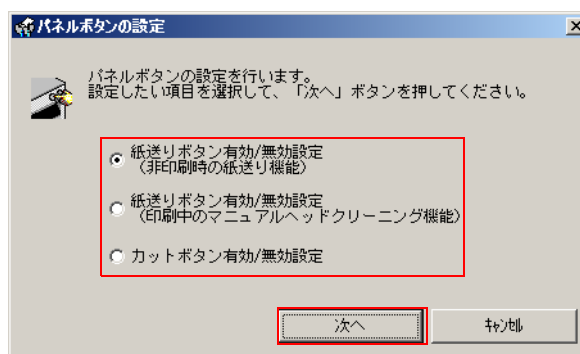 パネルボタンの設定
パネルボタンの設定を行います。
設定したい項目を選択して、「次へ」ボタンを押してください。
紙送りボタン有効/無効設定
(非印刷時の紙送り機能)
紙送りボタン有効/無効設定
(印刷中のマニュアルヘッドクリーニング機能)
カットボタン有効/無効設定
次へ
キャンセル